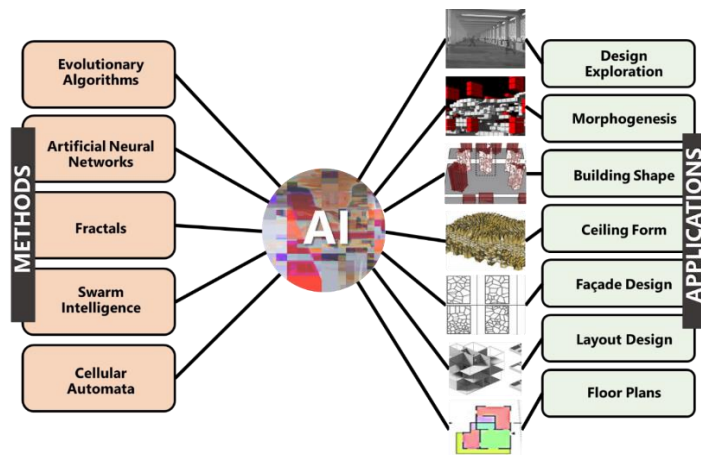 METHODS
Evolutionary
Algorithms
Artificial Neural
Networks
Fractals
Swarm
Intelligence
Cellular
Automata
AI
Design
Exploration
Morphogenesis
Building Shape
Ceiling Form
Façade Design
Layout Design
Floor Plans
APPLICATIONS